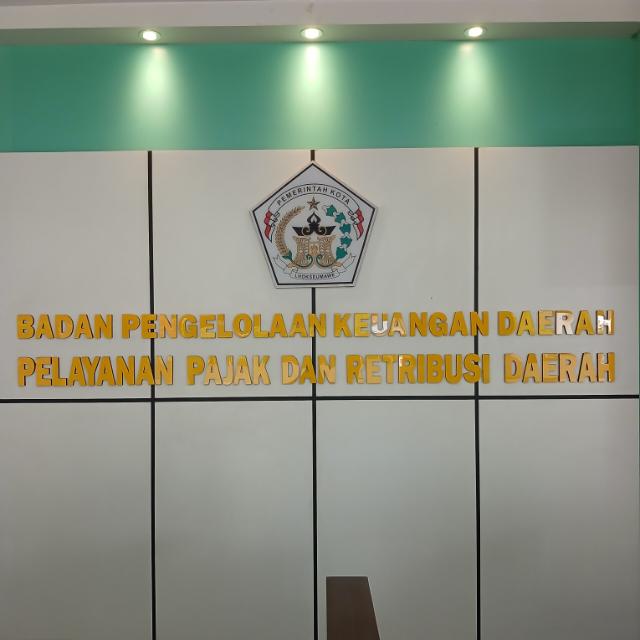 PEMERINTAH KOTA
LHOKSEUMAWE
BADAN PENGELOLAAN KEUANGAN DAERAH
PELAYANAN PAJAK DAN RETRIBUSI DAERAH